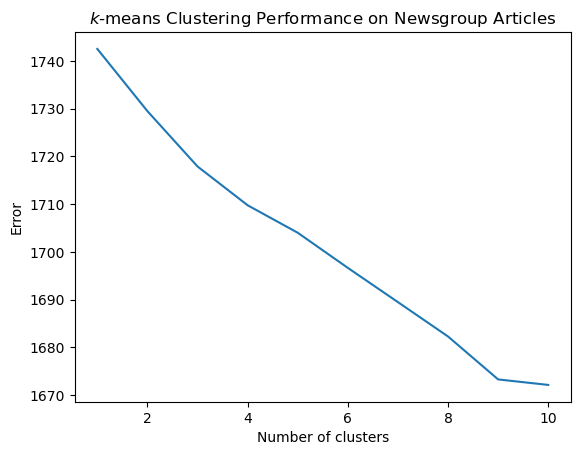 k-means Clustering Performance on Newsgroup Articles
1740
1730
1720
1710
1700
1690
1680
1670
Error
2 4 6 8 10
Number of clusters